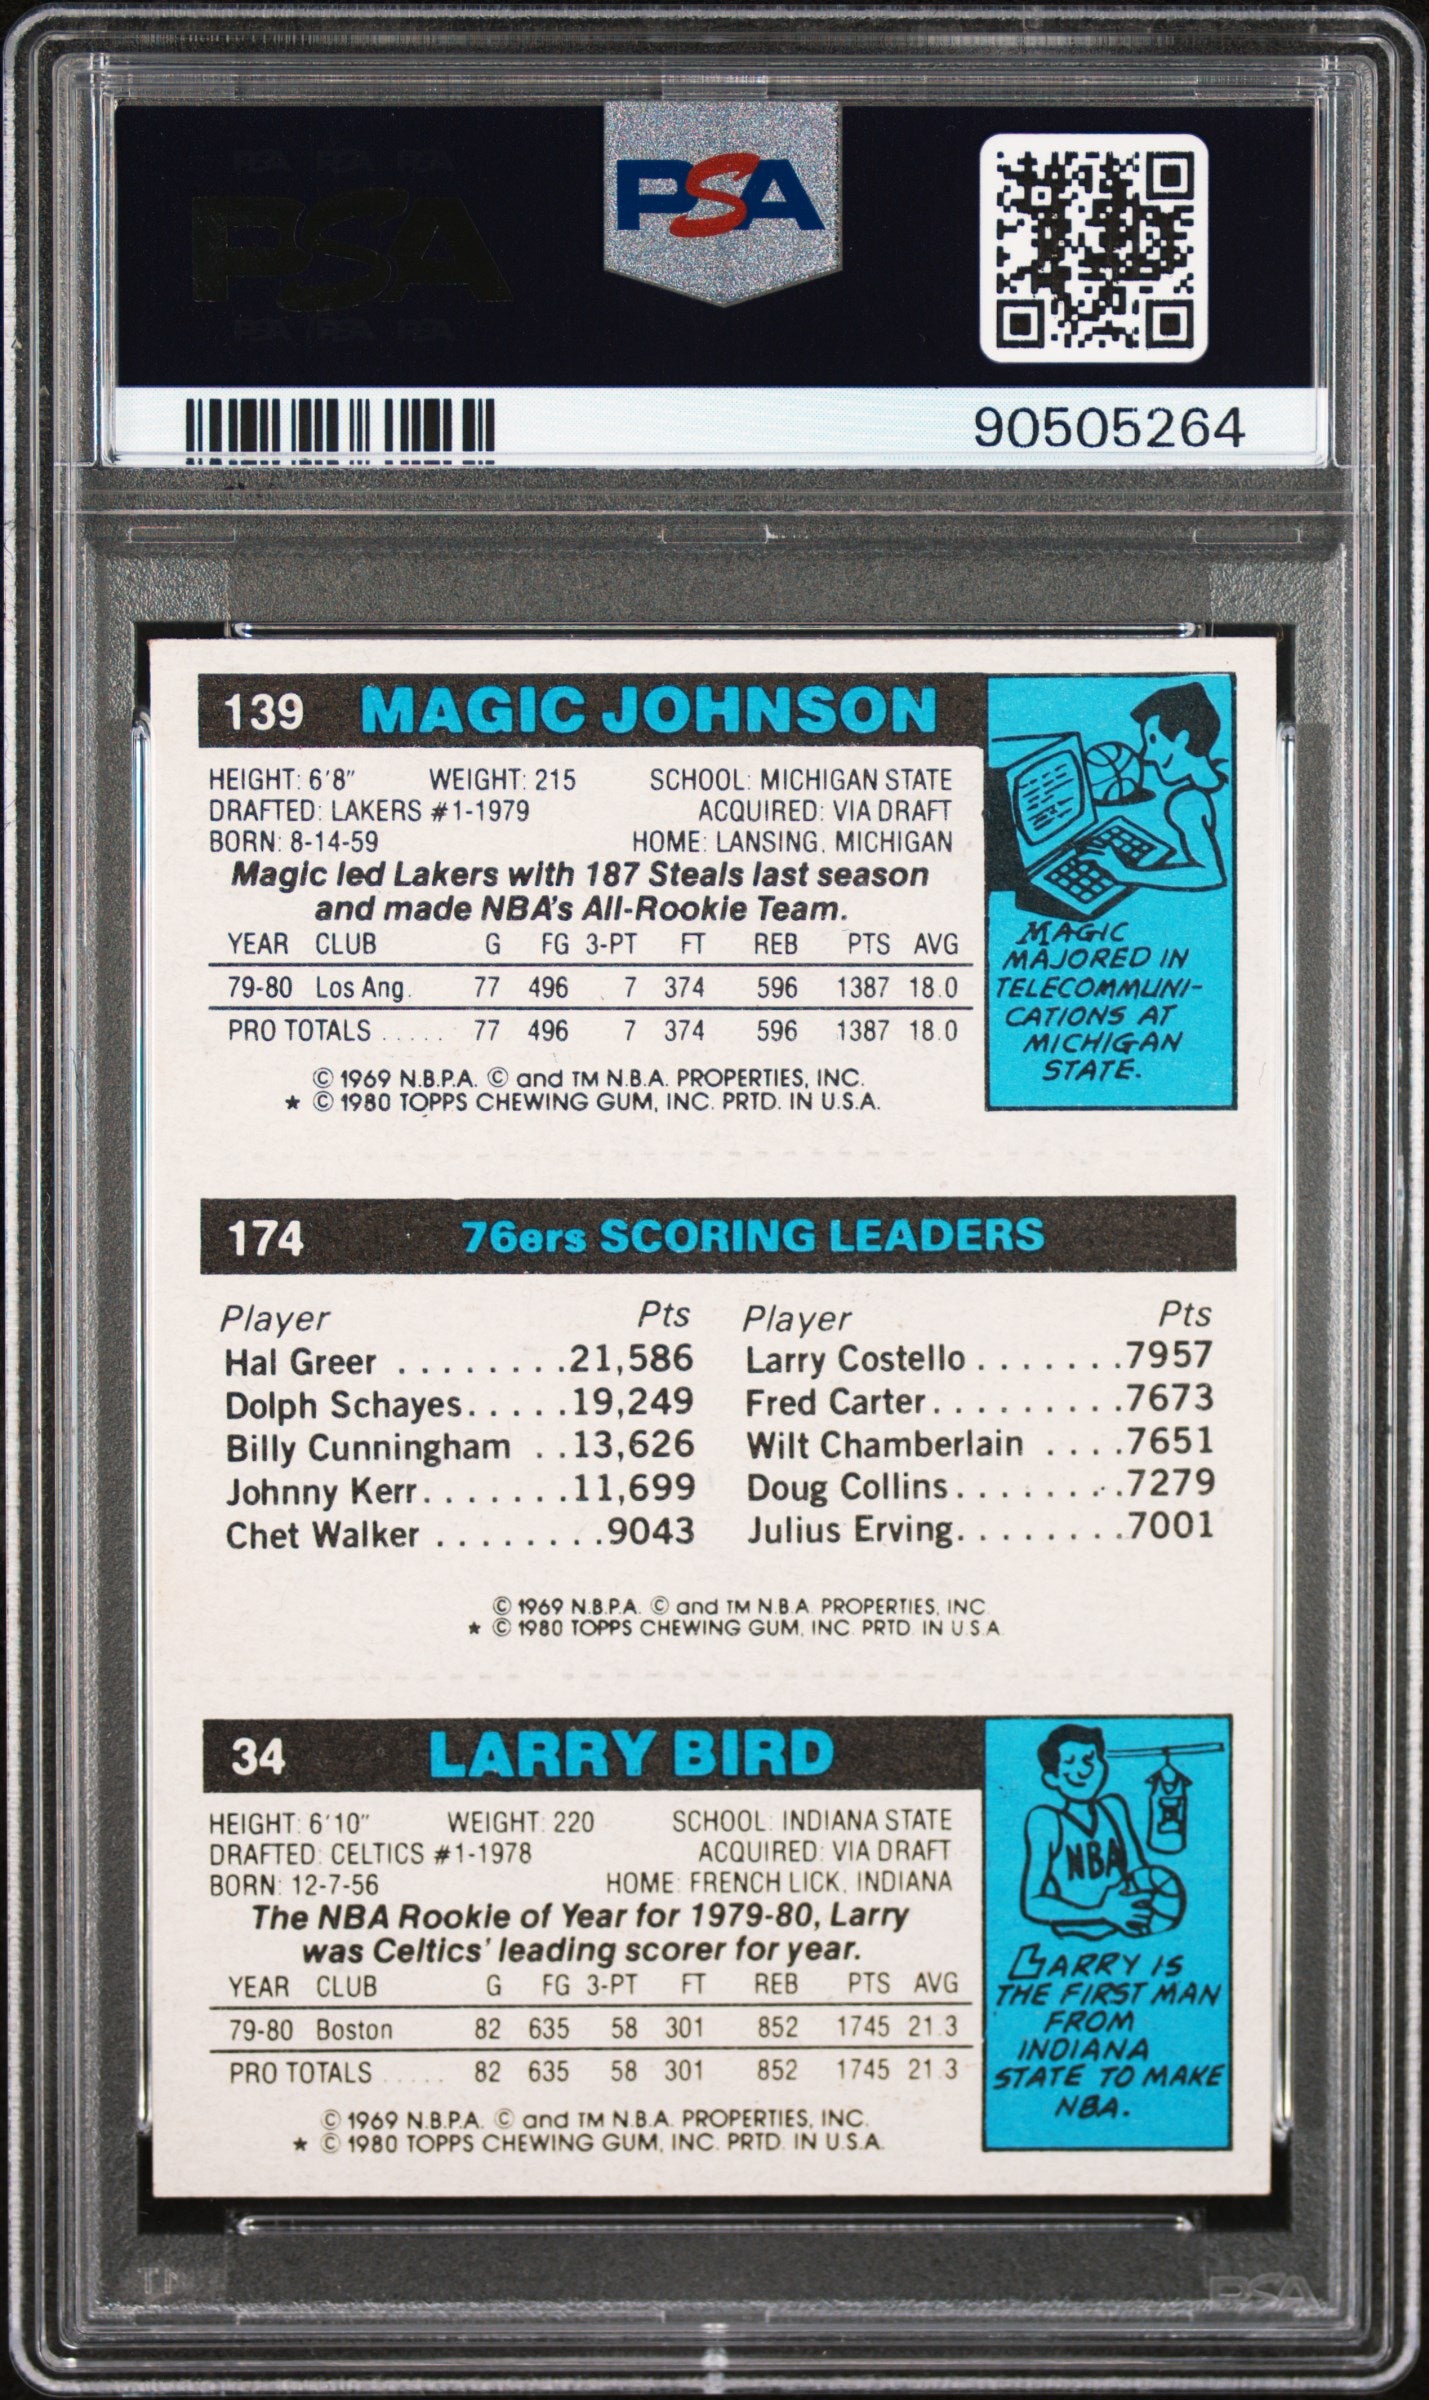 PSA PSA PSA
PSA
PSA PSA PSA
PSA
90505264
139 MAGIC JOHNSON
HEIGHT: 6'8" WEIGHT: 215 SCHOOL: MICHIGAN STATE
DRAFTED: LAKERS #1-1979 ACQUIRED: VIA DRAFT
BORN: 8-14-59 HOME: LANSING, MICHIGAN
Magic led Lakers with 187 Steals last season
and made NBA's All-Rookie Team.
YEAR CLUB G FG 3-PT FT REB PTS AVG
79-80 Los Ang. 77 496 7 374 596 1387 18.0
PRO TOTALS ..... 77 496 7 374 596 1387 18.0
© 1969 N.B.P.A. © and TM N.B.A. PROPERTIES, INC.
★ © 1980 TOPPS CHEWING GUM, INC. PRTD. IN U.S.A.
MAGIC
MAJORED IN
TELECOMMUNI-
CATIONS AT
MICHIGAN
STATE.
174 76ers SCORING LEADERS
Player Pts Player Pts
Hal Greer ........21,586 Larry Costello.......7957
Dolph Schayes.....19,249 Fred Carter.........7673
Billy Cunningham ..13,626 Wilt Chamberlain ....7651
Johnny Kerr.......11,699 Doug Collins........7279
Chet Walker ........9043 Julius Erving........7001
© 1969 N.B.P.A. © and TM N.B.A. PROPERTIES, INC.
★ © 1980 TOPPS CHEWING GUM, INC. PRTD. IN U.S.A.
34 LARRY BIRD
HEIGHT: 6'10" WEIGHT: 220 SCHOOL: INDIANA STATE
DRAFTED: CELTICS #1-1978 ACQUIRED: VIA DRAFT
BORN: 12-7-56 HOME: FRENCH LICK, INDIANA
The NBA Rookie of Year for 1979-80, Larry
was Celtics' leading scorer for year.
YEAR CLUB G FG 3-PT FT REB PTS AVG
79-80 Boston 82 635 58 301 852 1745 21.3
PRO TOTALS ..... 82 635 58 301 852 1745 21.3
© 1969 N.B.P.A. © and TM N.B.A. PROPERTIES, INC.
★ © 1980 TOPPS CHEWING GUM, INC. PRTD. IN U.S.A.
NBA
LARRY IS
THE FIRST MAN
FROM
INDIANA
STATE TO MAKE
NBA.
PSA